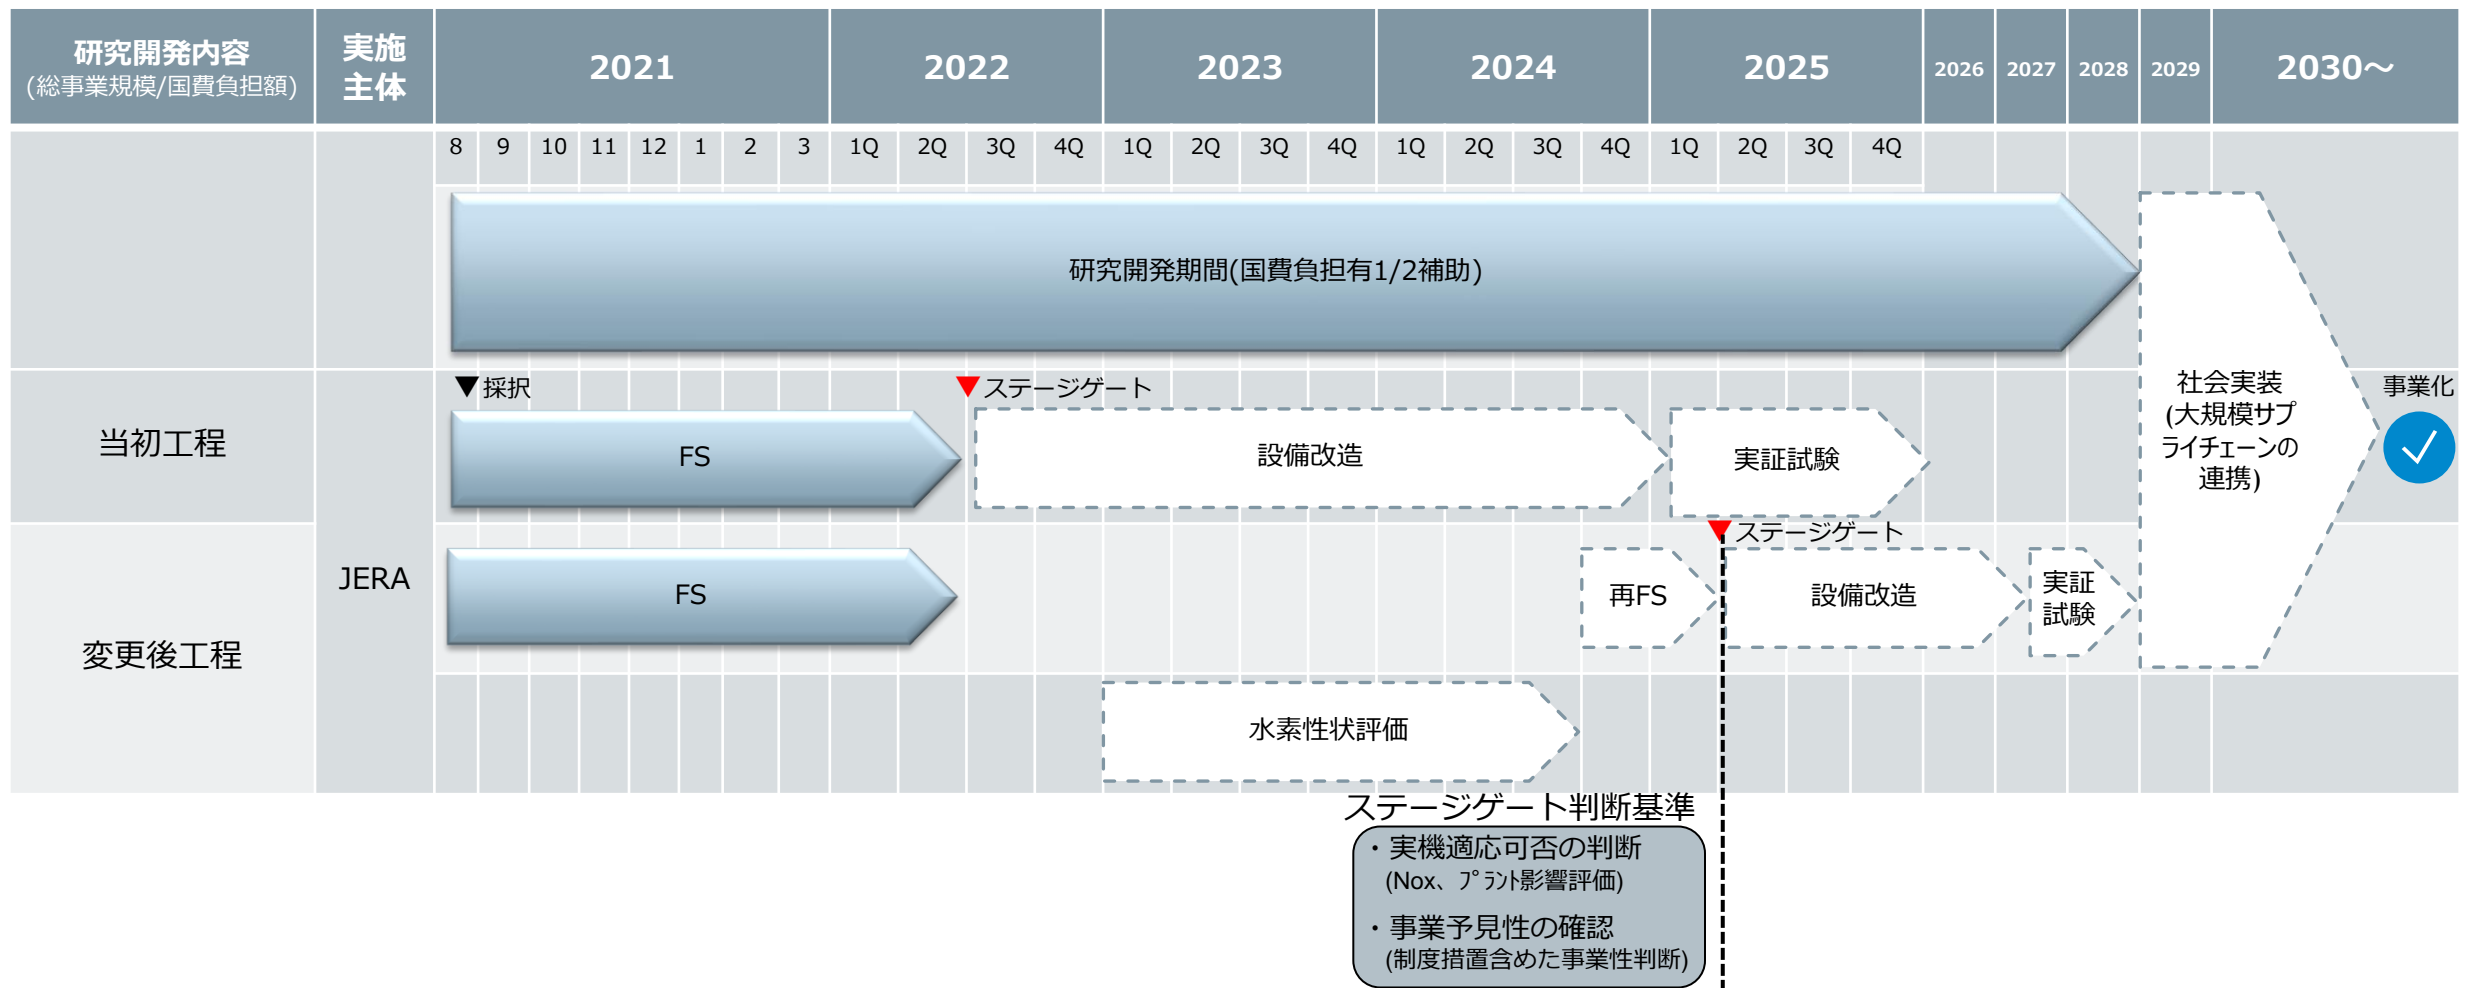 研究開発内容
(総事業規模/国費負担額)
実施
主体
2021
2022
2023
2024
2025
2026
2027
2028
2029
2030～
8 9 10 11 12 1 2 3 1Q 2Q 3Q 4Q 1Q 2Q 3Q 4Q 1Q 2Q 3Q 4Q 1Q 2Q 3Q 4Q
研究開発期間(国費負担有1/2補助)
当初工程
▼採択
▼ステージゲート
FS
設備改造
実証試験
社会実装
(大規模サプ
ライチェーンの
連携)
事業化
JERA
変更後工程
▼ステージゲート
FS
再FS
設備改造
実証
試験
水素性状評価
ステージゲート判断基準
・実機適応可否の判断
(Nox、ﾌﾟﾗﾝﾄ影響評価)
・事業予見性の確認
(制度措置含めた事業性判断)